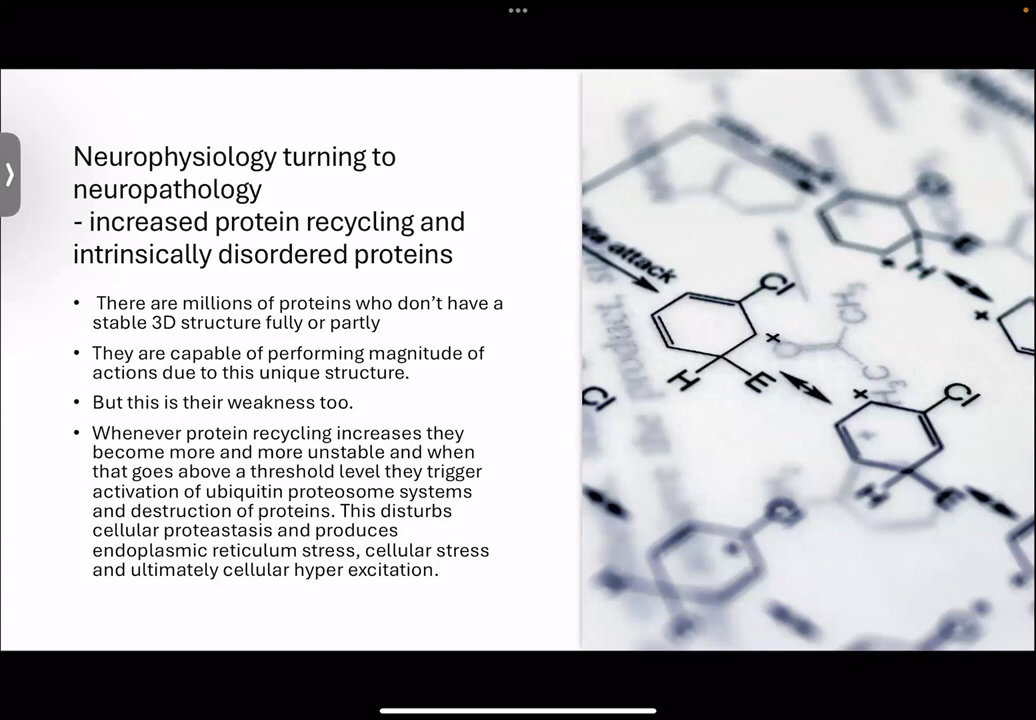 Neurophysiology turning to
neuropathology
- increased protein recycling and
intrinsically disordered proteins
• There are millions of proteins who don’t have a
stable 3D structure fully or partly
• They are capable of performing magnitude of
actions due to this unique structure.
• But this is their weakness too.
• Whenever protein recycling increases they
become more and more unstable and when
that goes above a threshold level they trigger
activation of ubiquitin proteosome systems
and destruction of proteins. This disturbs
cellular proteastasis and produces
endoplasmic reticulum stress, cellular stress
and ultimately cellular hyper excitation.
attack
Cl
H
E
H
E
CH₃
H₃C
Cl
Cl
H
E
Cl